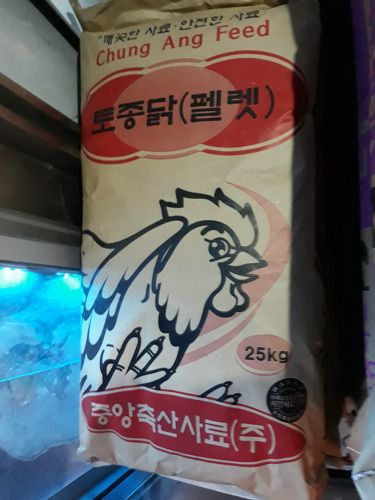 "깨끗한 사료·안전한 사료"
Chung Ang Feed
토종닭(펠렛)
25kg
중앙축산사료(주)